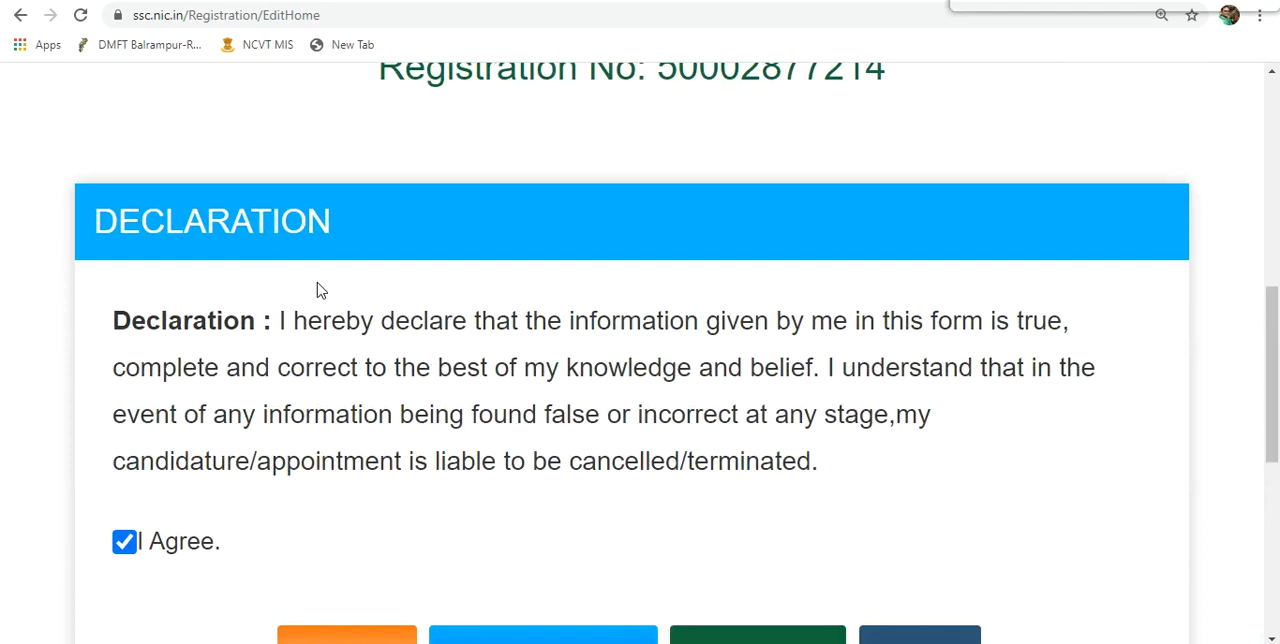 ssc.nic.in/Registration/EditHome
Apps DMFT Balrampur-R... NCVT MIS New Tab
Registration No: 50002877214
DECLARATION
Declaration : I hereby declare that the information given by me in this form is true,
complete and correct to the best of my knowledge and belief. I understand that in the
event of any information being found false or incorrect at any stage,my
candidature/appointment is liable to be cancelled/terminated.
I Agree.